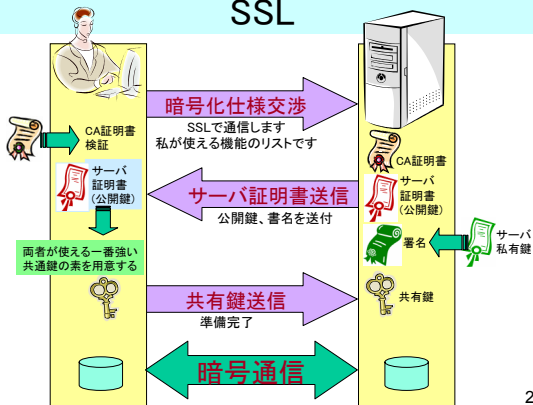 SSL
暗号化仕様交渉
SSLで通信します
私が使える機能のリストです
CA証明書
検証
CA証明書
サーバ
証明書
(公開鍵)
サーバ証明書送信
公開鍵、書名を送付
サーバ
証明書
(公開鍵)
署名
サーバ
私有鍵
両者が使える一番強い
共通鍵の素を用意する
共有鍵送信
準備完了
共有鍵
暗号通信
2